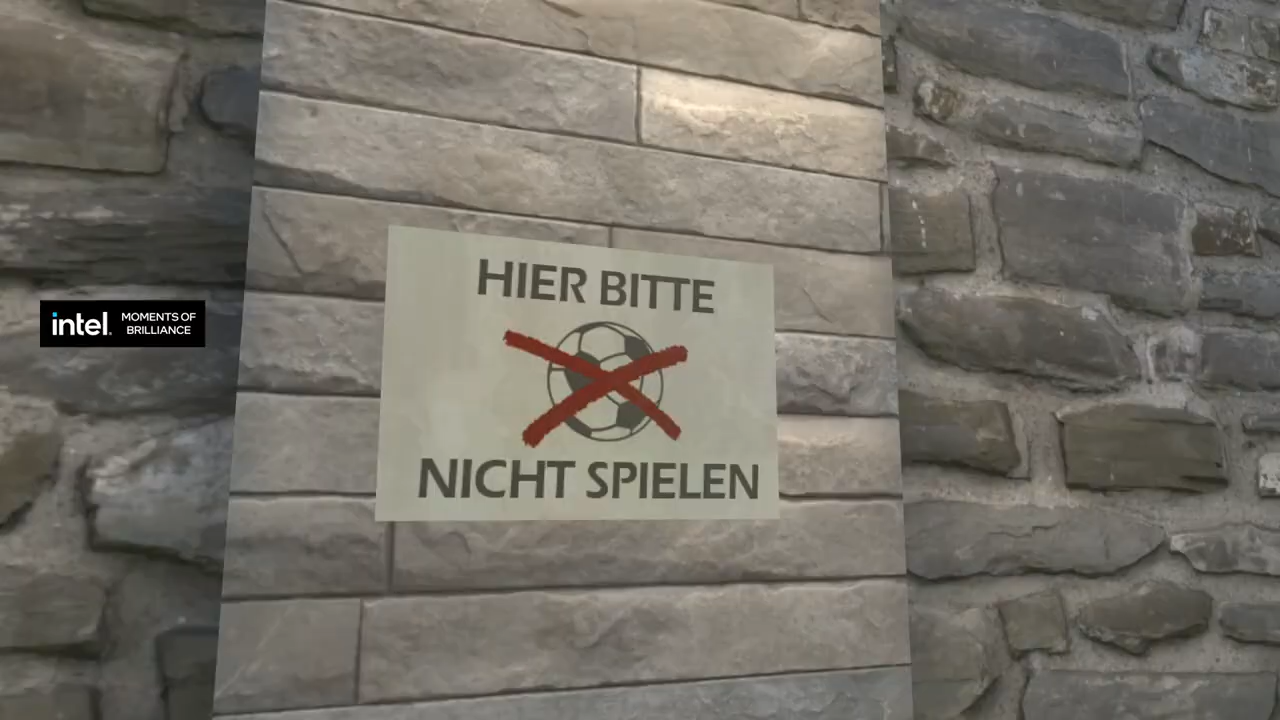 HIER BITTE
NICHT SPIELEN
intel.
MOMENTS OF
BRILLIANCE